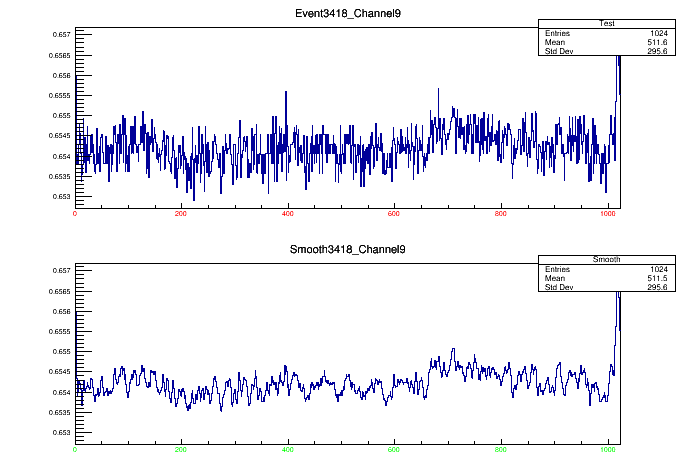 Event3418_Channel9
Test
Entries 1024
Mean 511.6
Std Dev 295.6
0.657
0.6565
0.656
0.6555
0.655
0.6545
0.654
0.6535
0.653
0 200 400 600 800 1000
Smooth3418_Channel9
Smooth
Entries 1024
Mean 511.5
Std Dev 295.6
0.657
0.6565
0.656
0.6555
0.655
0.6545
0.654
0.6535
0.653
0 200 400 600 800 1000